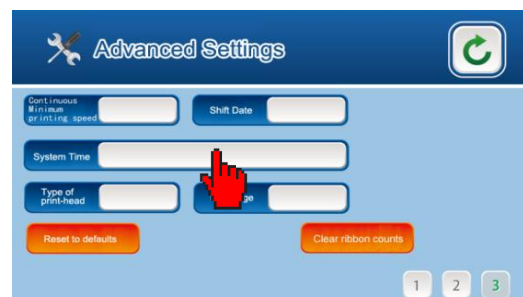 Advanced Settings
Continuous
Minimum
printing speed
Shift Date
System Time
Type of
print-head
Reset to defaults
Clear ribbon counts
1 2 3